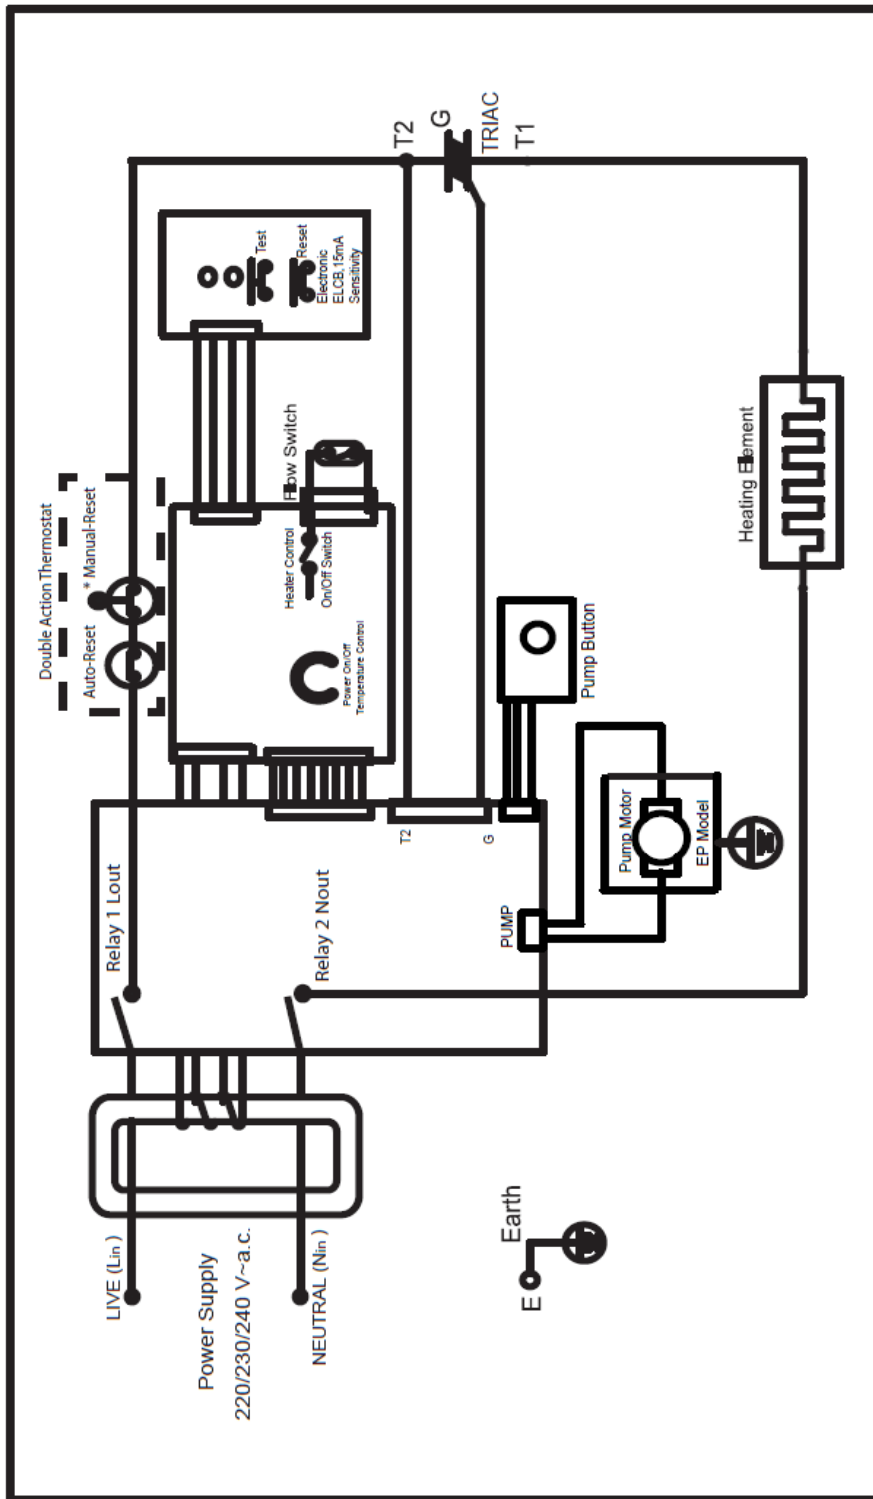 LIVE (Lin )
Power Supply
220/230/240 V~a.c.
NEUTRAL (Nin )
Relay 1 Lout
Relay 2 Nout
Double Action Thermostat
Auto-Reset
* Manual-Reset
Power On/Off
Temperature Control
Heater Control
On/Off Switch
Flow Switch
Test
Reset
Electronic
ELCB,15mA
Sensitivity
T2
G
TRIAC
T1
T2
G
PUMP
Pump Button
Pump Motor
EP Model
Heating Element
E
Earth